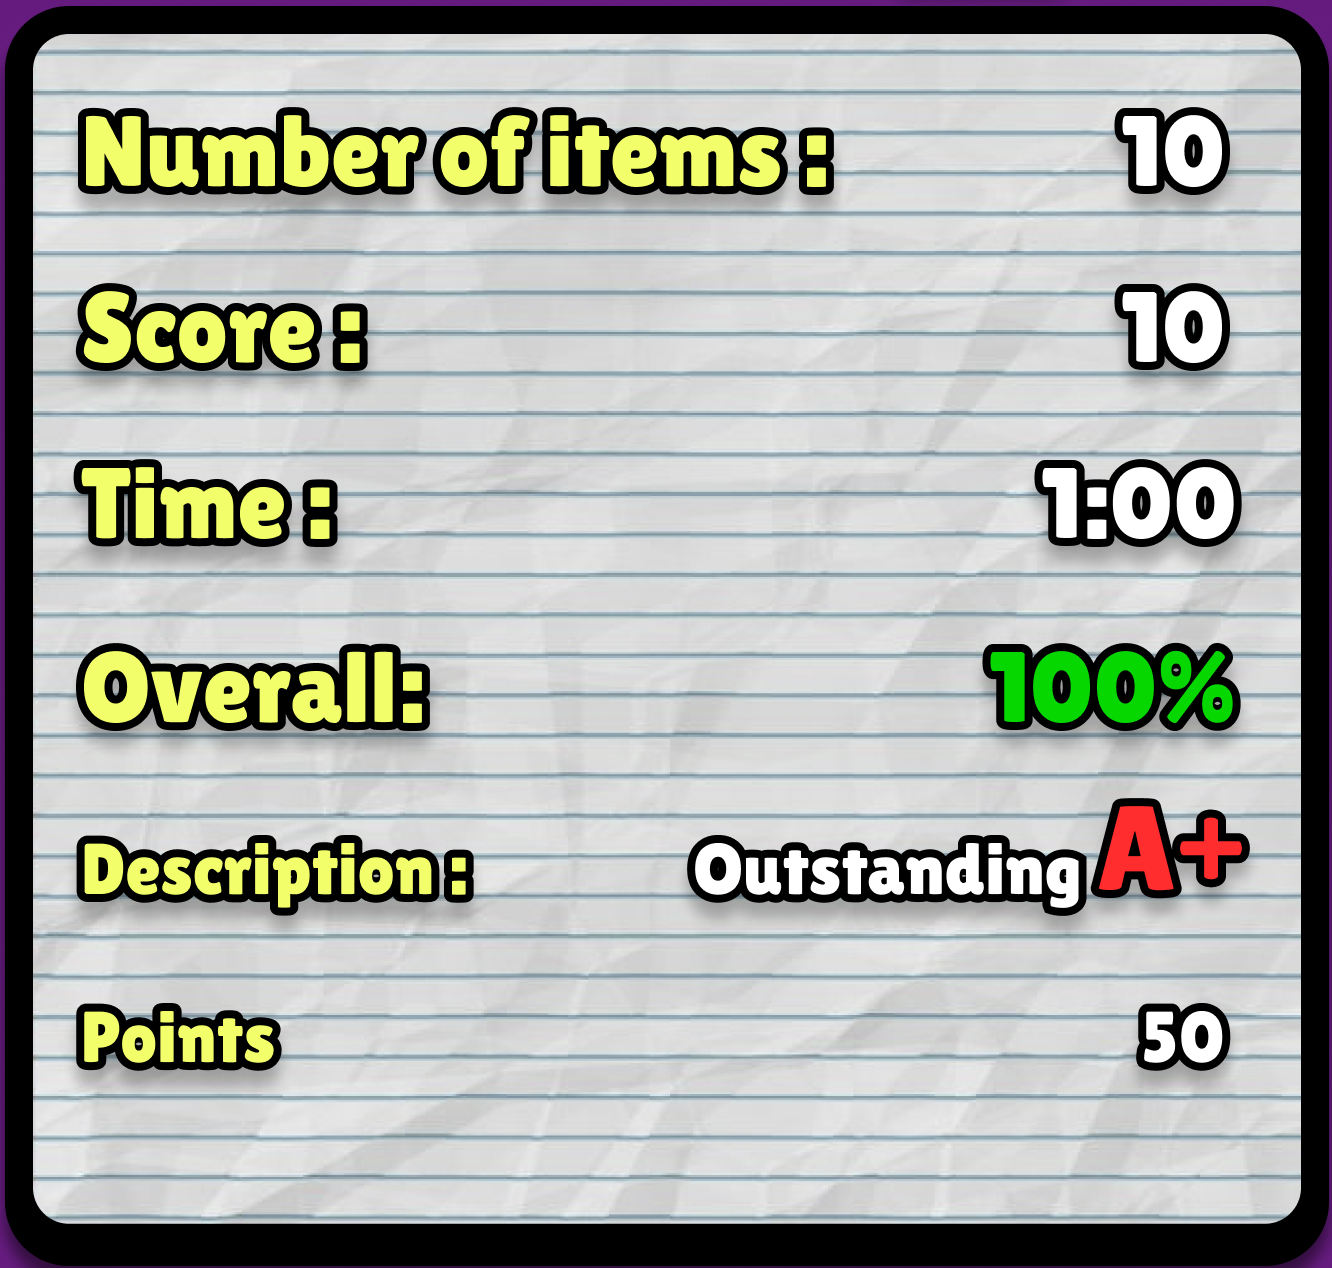 Number of items : 10
Score : 10
Time : 1:00
Overall: 100%
Description : Outstanding A+
Points 50